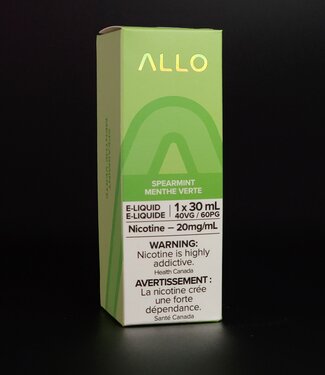 ALLO
SPEARMINT
MENTHE VERTE
E-LIQUID
E-LIQUIDE
1 x 30 mL
40VG / 60PG
Nicotine – 20mg/mL
WARNING:
Nicotine is highly
addictive.
Health Canada
AVERTISSEMENT :
La nicotine crée
une forte
dépendance.
Santé Canada